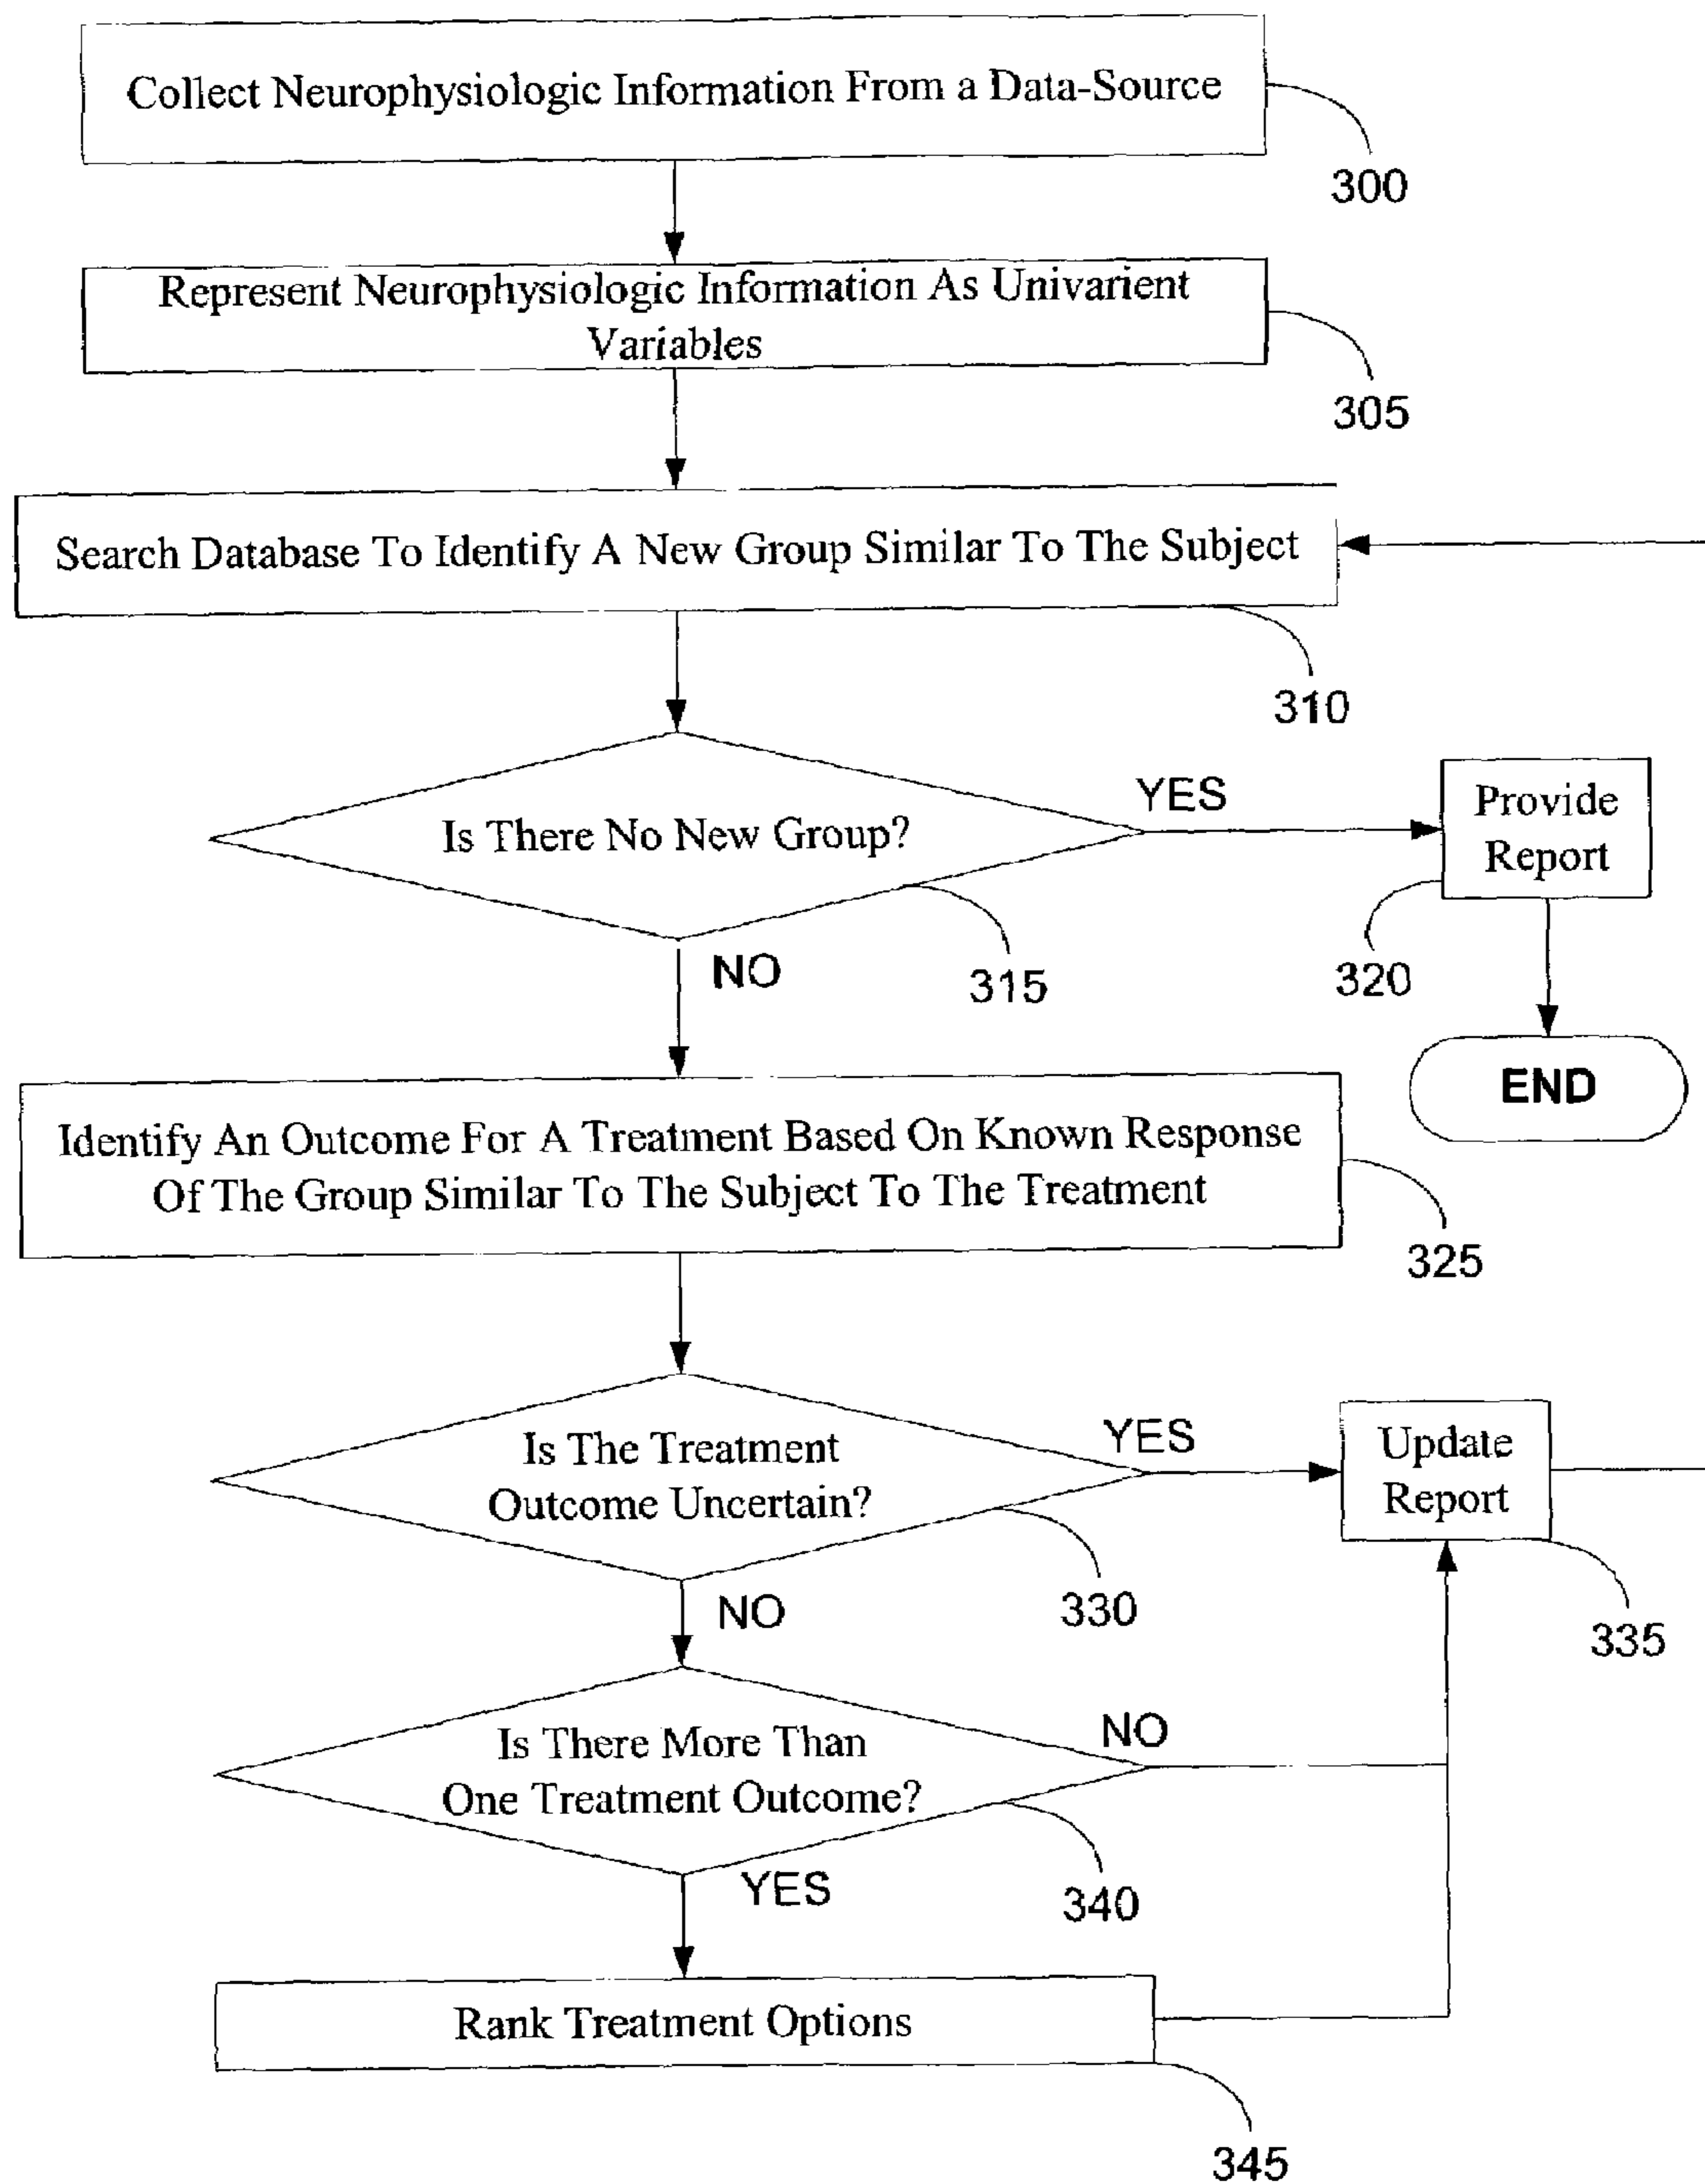 Collect Neurophysiologic Information From a Data-Source
300
Represent Neurophysiologic Information As Univarient
Variables
305
Search Database To Identify A New Group Similar To The Subject
310
Is There No New Group?
YES
Provide
Report
320
NO
315
END
Identify An Outcome For A Treatment Based On Known Response
Of The Group Similar To The Subject To The Treatment
325
Is The Treatment
Outcome Uncertain?
YES
Update
Report
335
NO
330
Is There More Than
One Treatment Outcome?
NO
YES
340
Rank Treatment Options
345